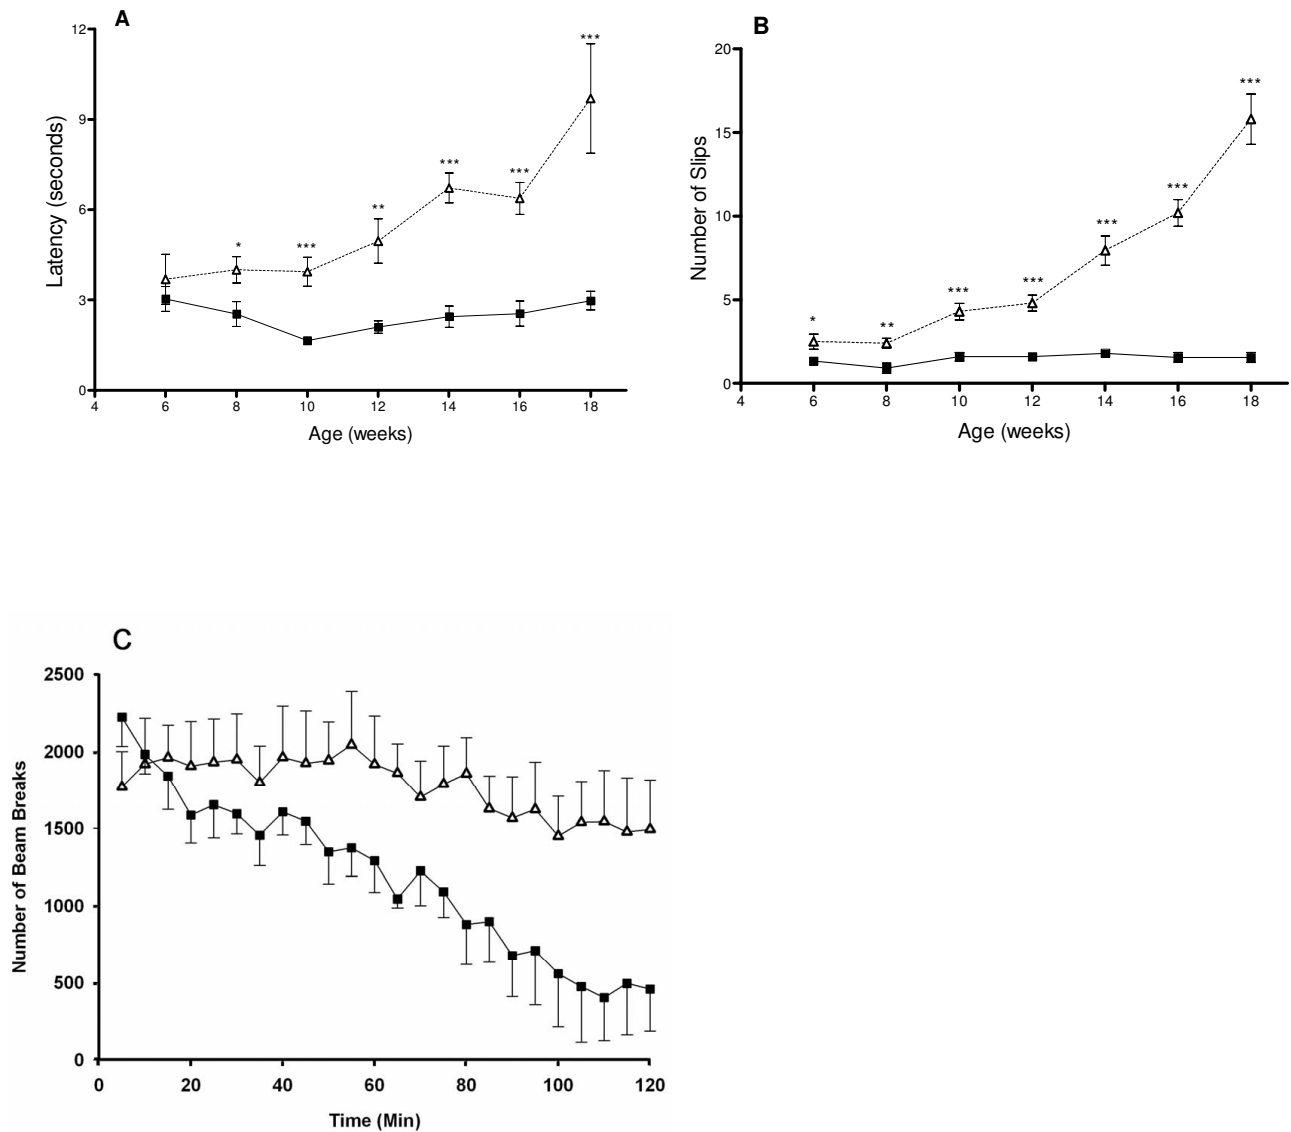 A
12
9
6
3
0
Latency (seconds)
*
***
**
***
***
***
4 6 8 10 12 14 16 18
Age (weeks)
B
20
15
10
5
0
Number of Slips
*
**
***
***
***
***
***
4 6 8 10 12 14 16 18
Age (weeks)
C
2500
2000
1500
1000
500
0
Number of Beam Breaks
0 20 40 60 80 100 120
Time (Min)